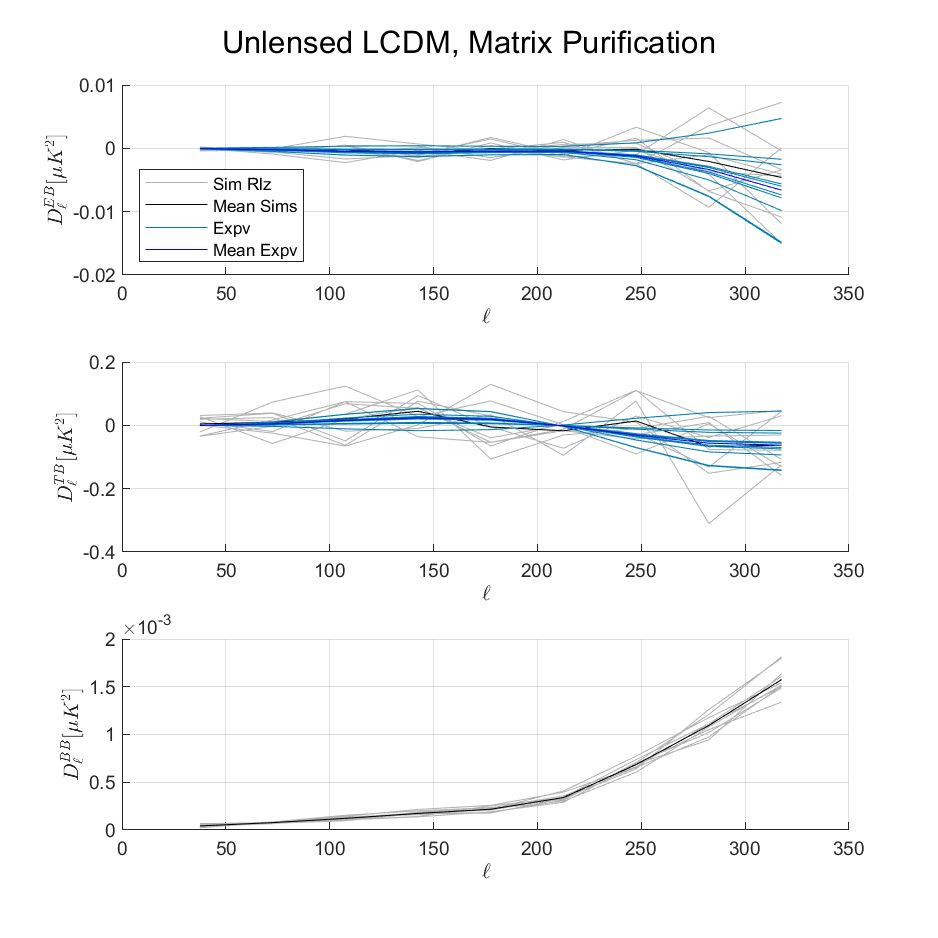 Unlensed LCDM, Matrix Purification
0.01
0
-0.01
-0.02
D_ℓ^{EB}[μK^2]
Sim Rlz
Mean Sims
Expv
Mean Expv
0 50 100 150 200 250 300 350
ℓ
0.2
0
-0.2
-0.4
D_ℓ^{TB}[μK^2]
0 50 100 150 200 250 300 350
ℓ
×10^{-3}
2
1.5
1
0.5
0
D_ℓ^{BB}[μK^2]
0 50 100 150 200 250 300 350
ℓ